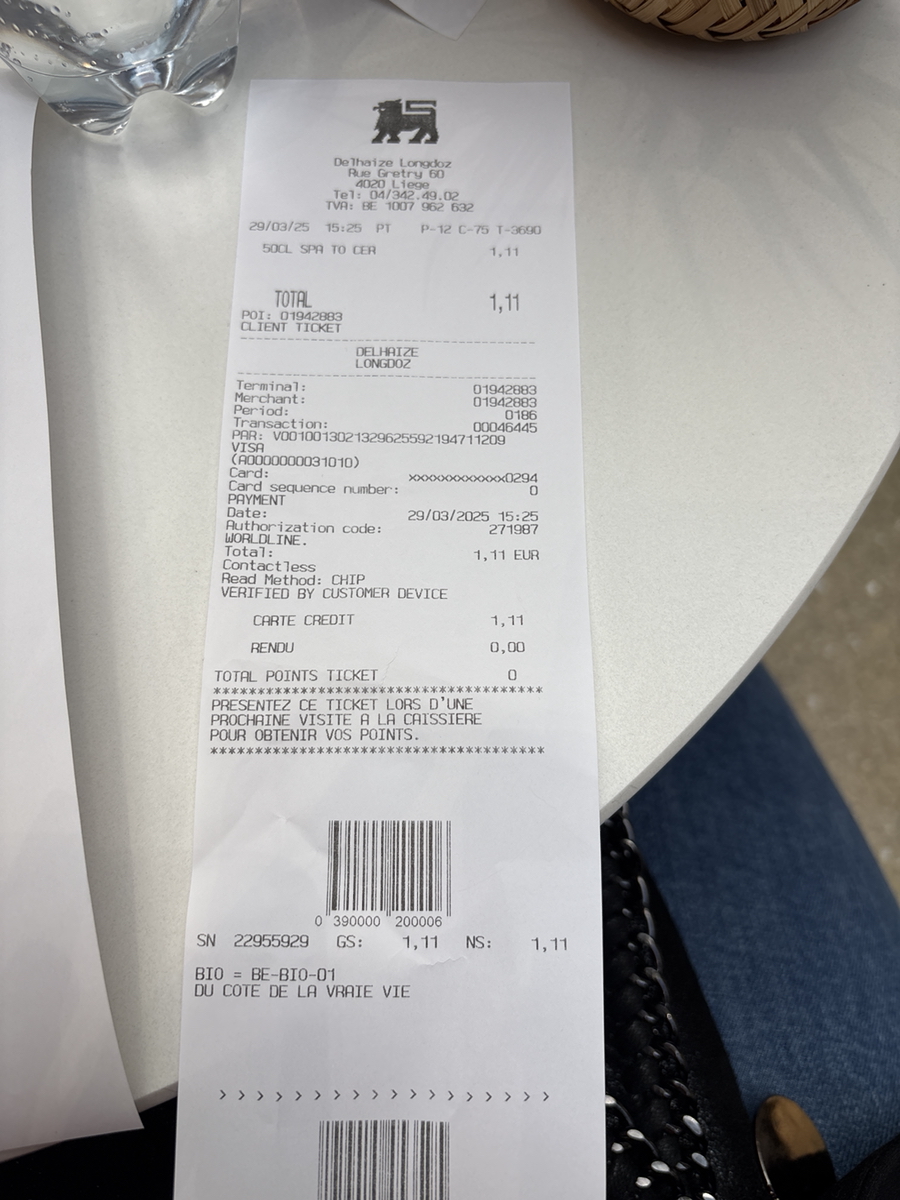 Delhaize Longdoz
Rue Gretry 60
4020 Liege
Tel: 04/342.49.02
TVA: BE 1007 962 632
29/03/25 15:25 PT P-12 C-75 T-3690
50CL SPA TO CER 1,11
TOTAL 1,11
POI: 01942883
CLIENT TICKET
DELHAIZE
LONGDOZ
Terminal: 01942883
Merchant: 01942883
Period: 0186
Transaction: 00046445
PAR: V0010013021329625592194711209
VISA
(A0000000031010)
Card: xxxxxxxxxxxx0294
Card sequence number: 0
PAYMENT
Date: 29/03/2025 15:25
Authorization code: 271987
WORLDLINE.
Total: 1,11 EUR
Contactless
Read Method: CHIP
VERIFIED BY CUSTOMER DEVICE
CARTE CREDIT 1,11
RENDU 0,00
TOTAL POINTS TICKET 0
****************************************
PRESENTEZ CE TICKET LORS D'UNE
PROCHAINE VISITE A LA CAISSIERE
POUR OBTENIR VOS POINTS.
****************************************
0 390000 200006
SN 22955929 GS: 1,11 NS: 1,11
BIO = BE-BIO-01
DU COTE DE LA VRAIE VIE
> > > > > > > > > > > > > > > > > >